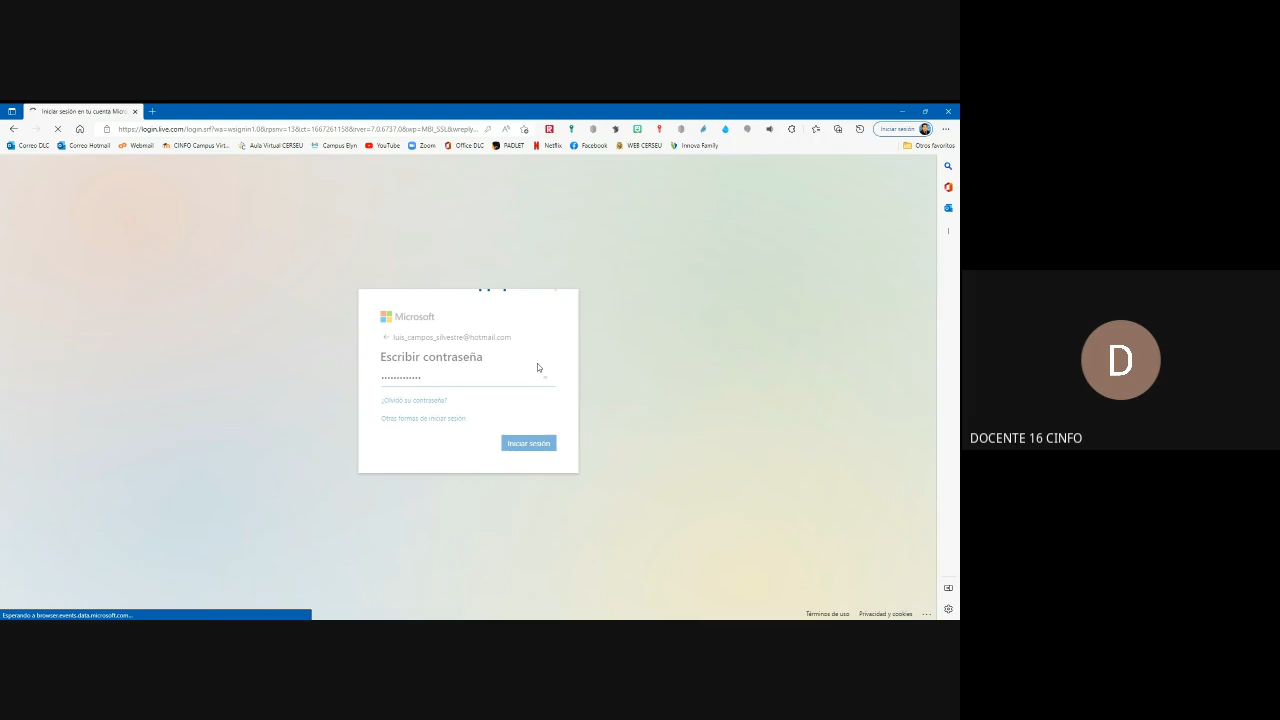 Iniciar sesión en tu cuenta Micro
https://login.live.com/login.srf?wa=wsignin1.0&rpsnv=13&ct=1667261158&rver=7.0.6737.0&wp=MBI_SSL&wreply...
Iniciar sesión
Correo DLC
Correo Hotmail
Webmail
CINFO Campus Virt...
Aula Virtual CERSEU
Campus Elyn
YouTube
Zoom
Office DLC
PADLET
Netflix
Facebook
WEB CERSEU
Innova Family
Otros favoritos
Microsoft
luis_campos_silvestre@hotmail.com
Escribir contraseña
•••••••••••••
¿Olvidó su contraseña?
Otras formas de iniciar sesión
Iniciar sesión
D
DOCENTE 16 CINFO
Esperando a browser.events.data.microsoft.com...
Términos de uso
Privacidad y cookies
...